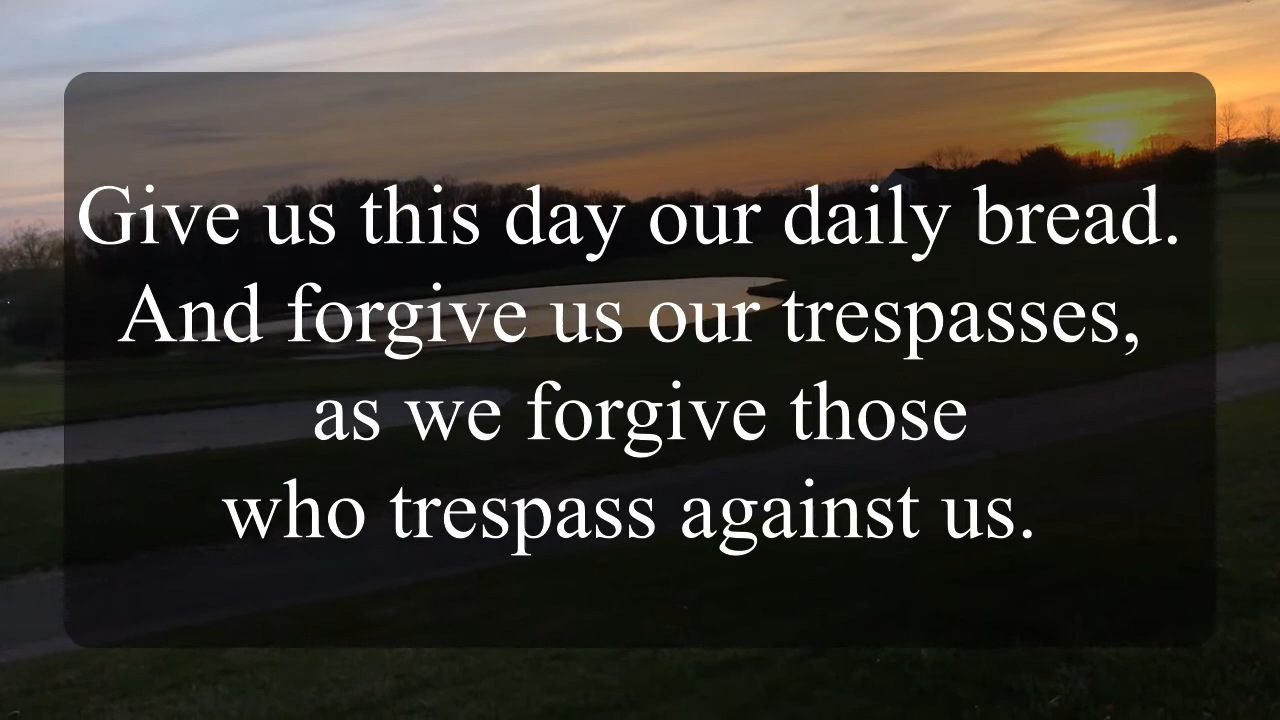 Give us this day our daily bread.
And forgive us our trespasses,
as we forgive those
who trespass against us.